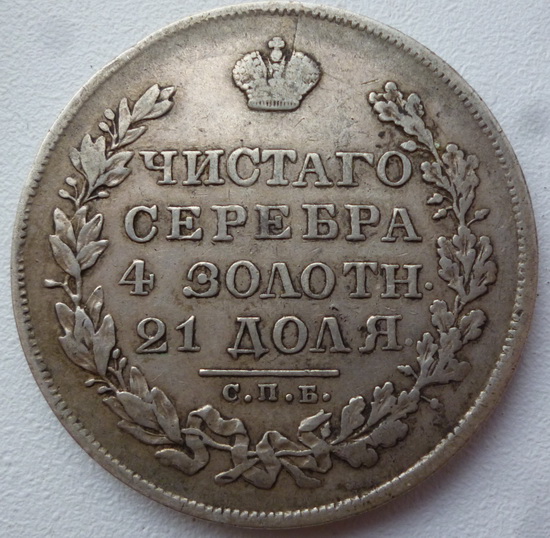 ЧИСТАГО
СЕРЕБРА
4 ЗОЛОТН.
21 ДОЛЯ.
С.П.Б.